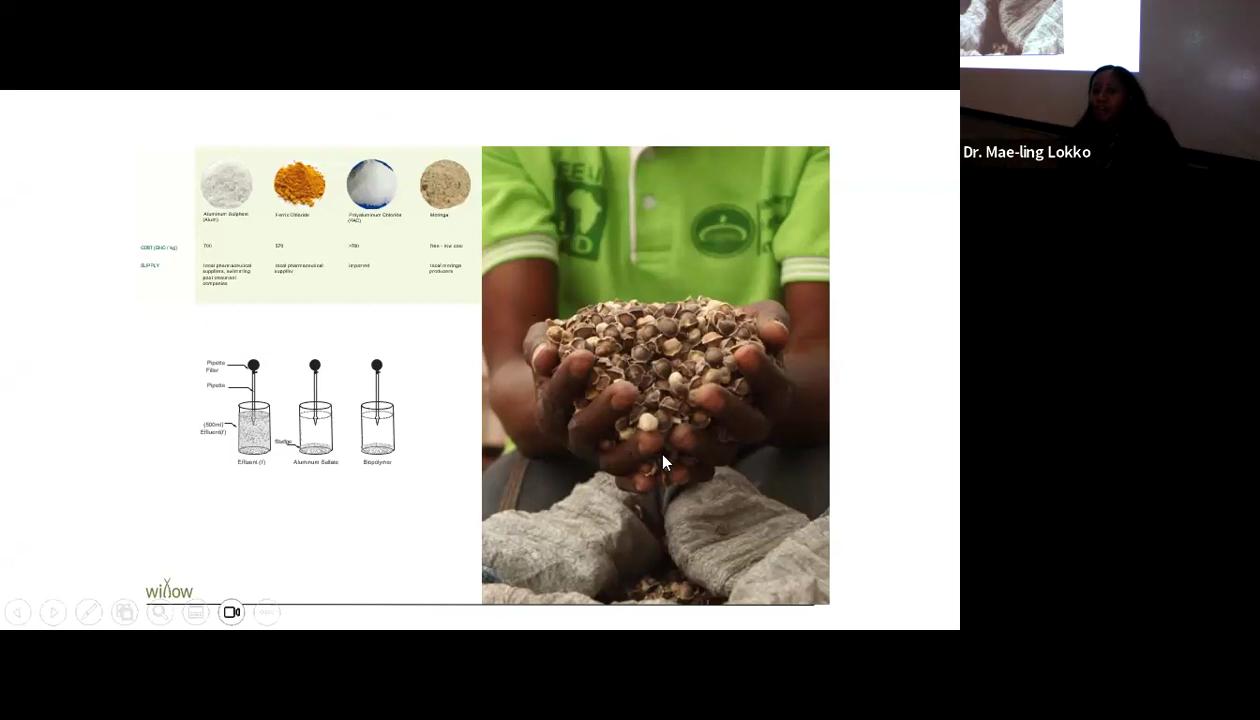 Aluminum Sulphate
(Alum)
Ferric Chloride
Polyaluminum Chloride
(PAC)
Moringa
COST (GHC / kg)
700
570
>700
free - low cost
SUPPLY
local pharmaceutical
suppliers, swimming
pool treatment
companies
local pharmaceutical
supplier
imported
local moringa
producers
Pipette
Filler
Pipette
(500ml)
Effluent(f)
Sludge
Effluent (f)
Aluminum Sulfate
Biopolymer
willow
Dr. Mae-ling Lokko